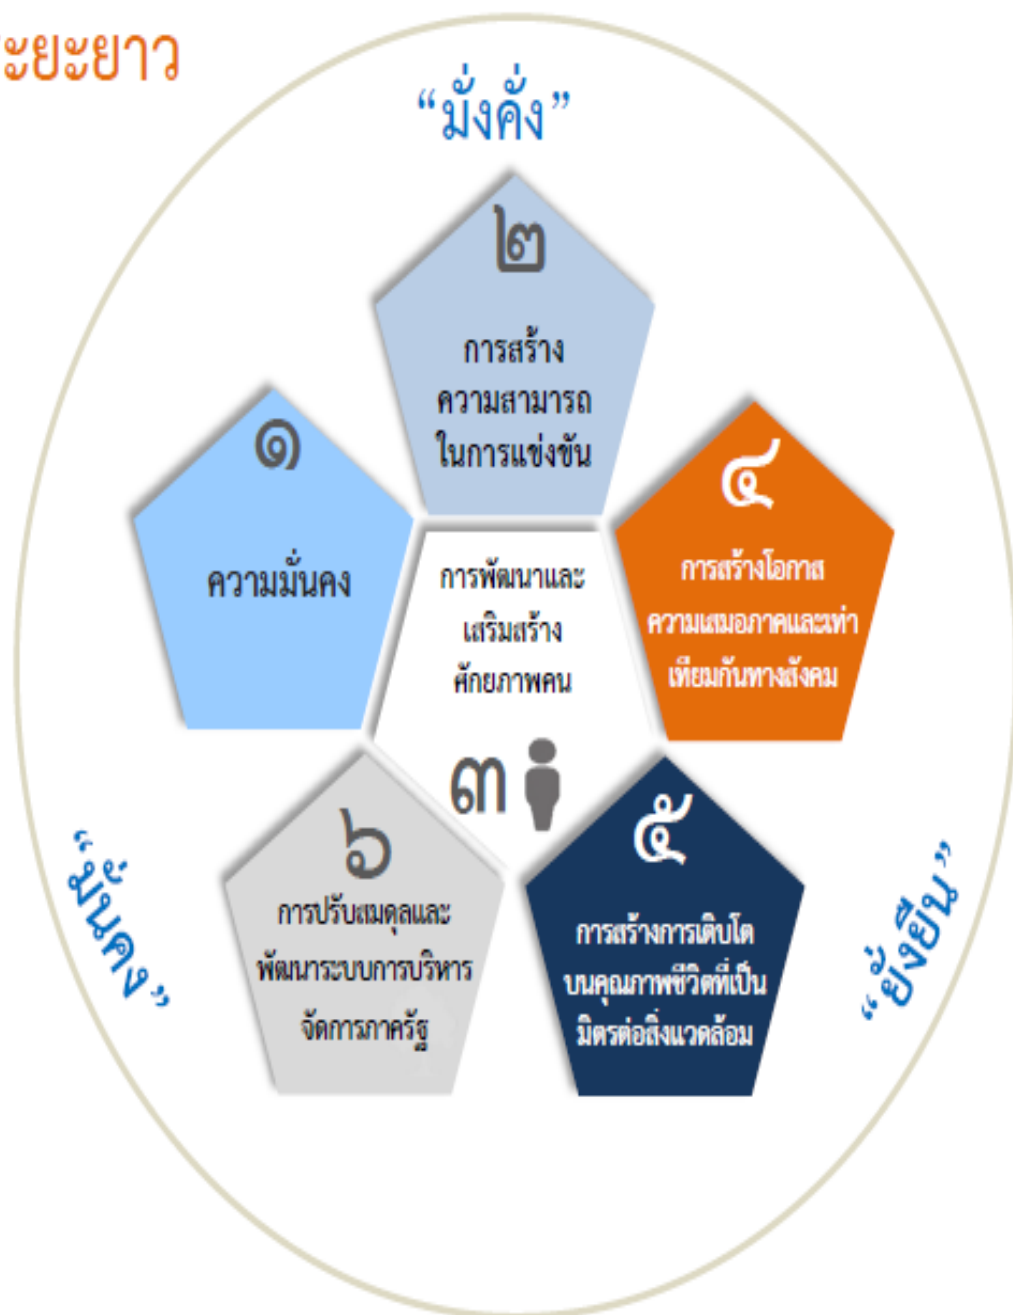 ะยะยาว
“มั่งคั่ง”
๒
การสร้าง
ความสามารถ
ในการแข่งขัน
๑
ความมั่นคง
๔
การสร้างโอกาส
ความเสมอภาคและเท่า
เทียมกันทางสังคม
การพัฒนาและ
เสริมสร้าง
ศักยภาพคน
๓
๖
การปรับสมดุลและ
พัฒนาระบบการบริหาร
จัดการภาครัฐ
๕
การสร้างการเติบโต
บนคุณภาพชีวิตที่เป็น
มิตรต่อสิ่งแวดล้อม
“มั่นคง”
“ยั่งยืน”